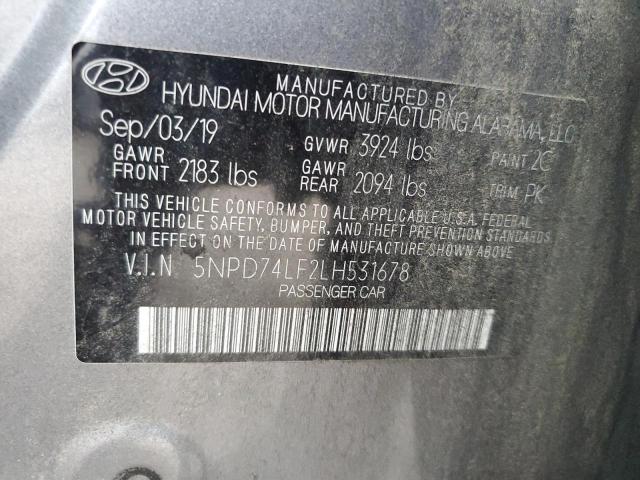 MANUFACTURED BY
HYUNDAI MOTOR MANUFACTURING ALABAMA, LLC
Sep/03/19 GVWR 3924 lbs PAINT 2C
GAWR FRONT 2183 lbs GAWR REAR 2094 lbs TRIM PK
THIS VEHICLE CONFORMS TO ALL APPLICABLE U.S.A. FEDERAL
MOTOR VEHICLE SAFETY, BUMPER, AND THEFT PREVENTION STANDARDS
IN EFFECT ON THE DATE OF MANUFACTURE SHOWN ABOVE
V.I.N 5NPD74LF2LH531678
PASSENGER CAR